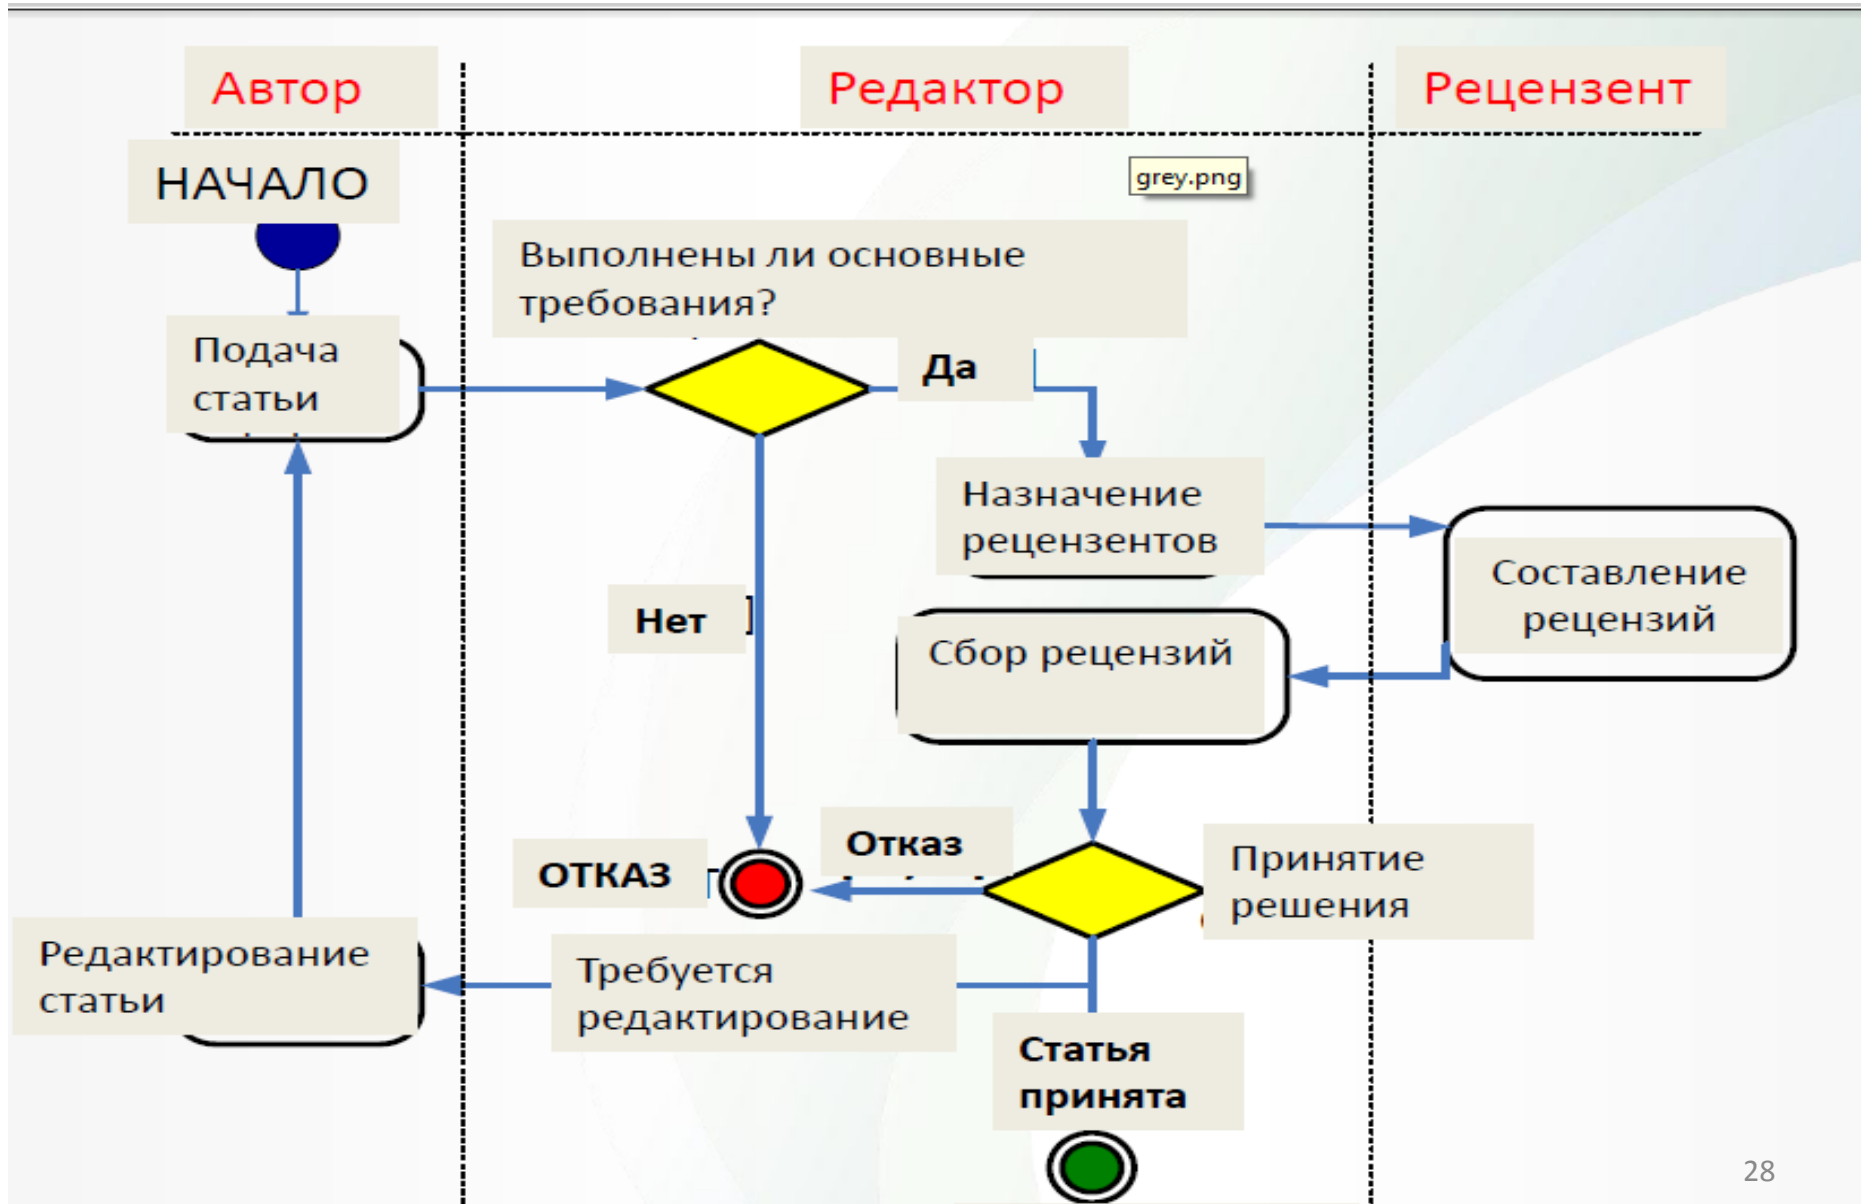 Автор
Редактор
Рецензент
НАЧАЛО
grey.png
Выполнены ли основные
требования?
Подача
статьи
Да
Назначение
рецензентов
Составление
рецензий
Нет
Сбор рецензий
Отказ
ОТКАЗ
Принятие
решения
Редактирование
статьи
Требуется
редактирование
Статья
принята
28